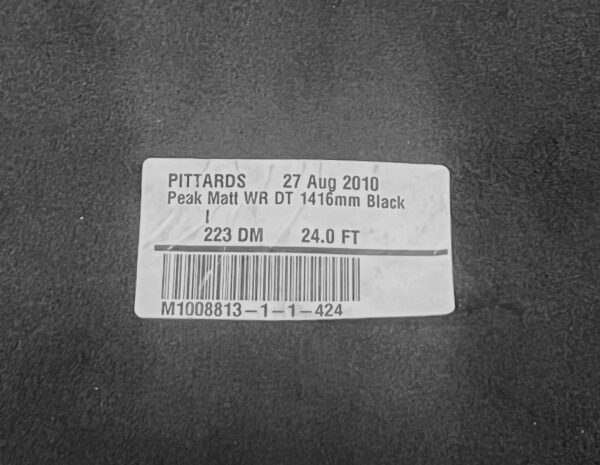 PITTARDS 27 Aug 2010
Peak Matt WR DT 1416mm Black
I
223 DM 24.0 FT
M1008813-1-1-424